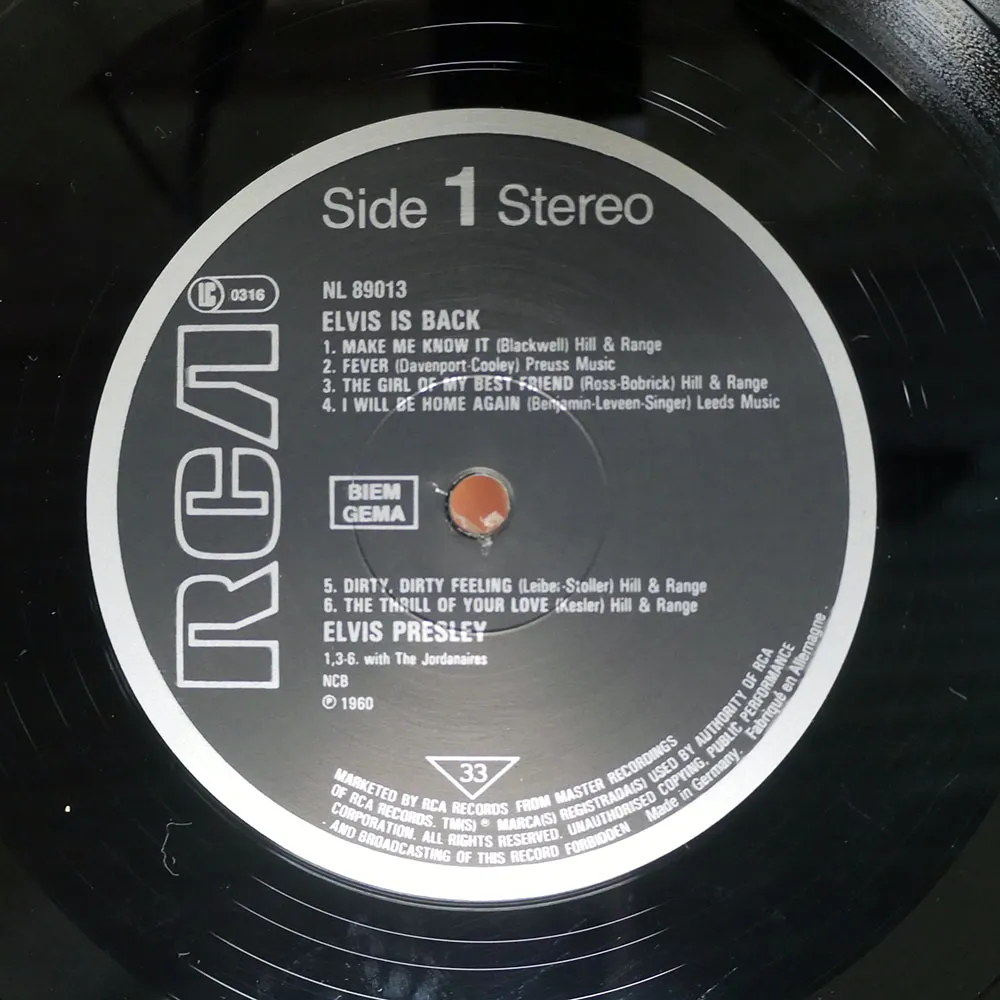 Side 1 Stereo
LC 0316
RCA
NL 89013
ELVIS IS BACK
1. MAKE ME KNOW IT (Blackwell) Hill & Range
2. FEVER (Davenport-Cooley) Preuss Music
3. THE GIRL OF MY BEST FRIEND (Ross-Bobrick) Hill & Range
4. I WILL BE HOME AGAIN (Benjamin-Leveen-Singer) Leeds Music
BIEM
GEMA
5. DIRTY, DIRTY FEELING (Leiber-Stoller) Hill & Range
6. THE THRILL OF YOUR LOVE (Kesler) Hill & Range
ELVIS PRESLEY
1,3-6. with The Jordanaires
NCB
℗ 1960
33
MARKETED BY RCA RECORDS FROM MASTER RECORDINGS
OF RCA RECORDS. TM(S) ® MARCA(S) REGISTRADA(S) USED BY AUTHORITY OF RCA
CORPORATION. ALL RIGHTS RESERVED. UNAUTHORISED COPYING, PUBLIC PERFORMANCE
AND BROADCASTING OF THIS RECORD FORBIDDEN Made in Germany. Fabriqué en Allemagne.